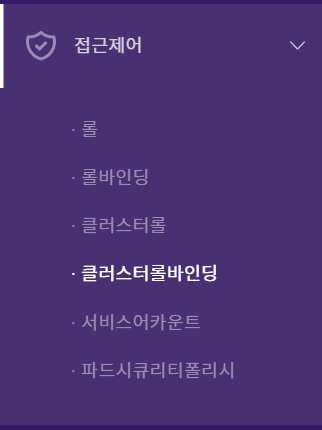 접근제어
· 롤
· 롤바인딩
· 클러스터롤
· 클러스터롤바인딩
· 서비스어카운트
· 파드시큐리티폴리시